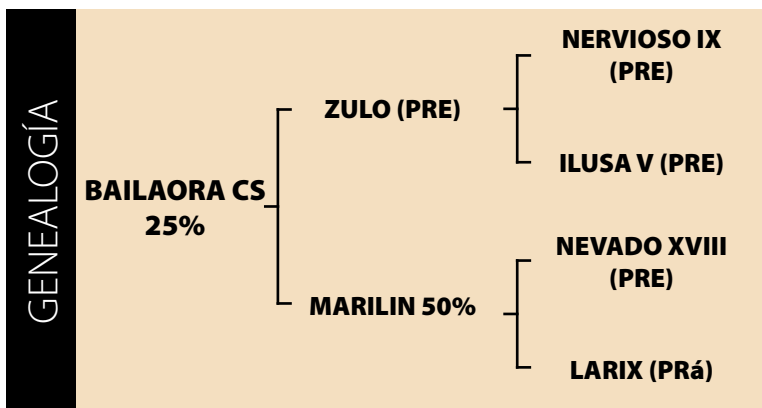 GENEALOGÍA
BAILAORA CS
25%
ZULO (PRE)
MARILIN 50%
NERVIOSO IX
(PRE)
ILUSA V (PRE)
NEVADO XVIII
(PRE)
LARIX (PRá)